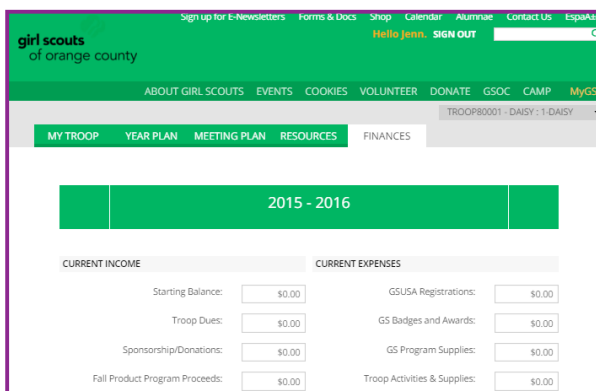 Sign up for E-Newsletters Forms & Docs Shop Calendar Alumnae Contact Us EspaÃ±
girl scouts
of orange county
Hello Jenn. SIGN OUT
ABOUT GIRL SCOUTS EVENTS COOKIES VOLUNTEER DONATE GSOC CAMP MyGS
TROOP80001 - DAISY : 1-DAISY
MY TROOP YEAR PLAN MEETING PLAN RESOURCES FINANCES
2015 - 2016
CURRENT INCOME CURRENT EXPENSES
Starting Balance: $0.00 GSUSA Registrations: $0.00
Troop Dues: $0.00 GS Badges and Awards: $0.00
Sponsorship/Donations: $0.00 GS Program Supplies: $0.00
Fall Product Program Proceeds: $0.00 Troop Activities & Supplies: $0.00